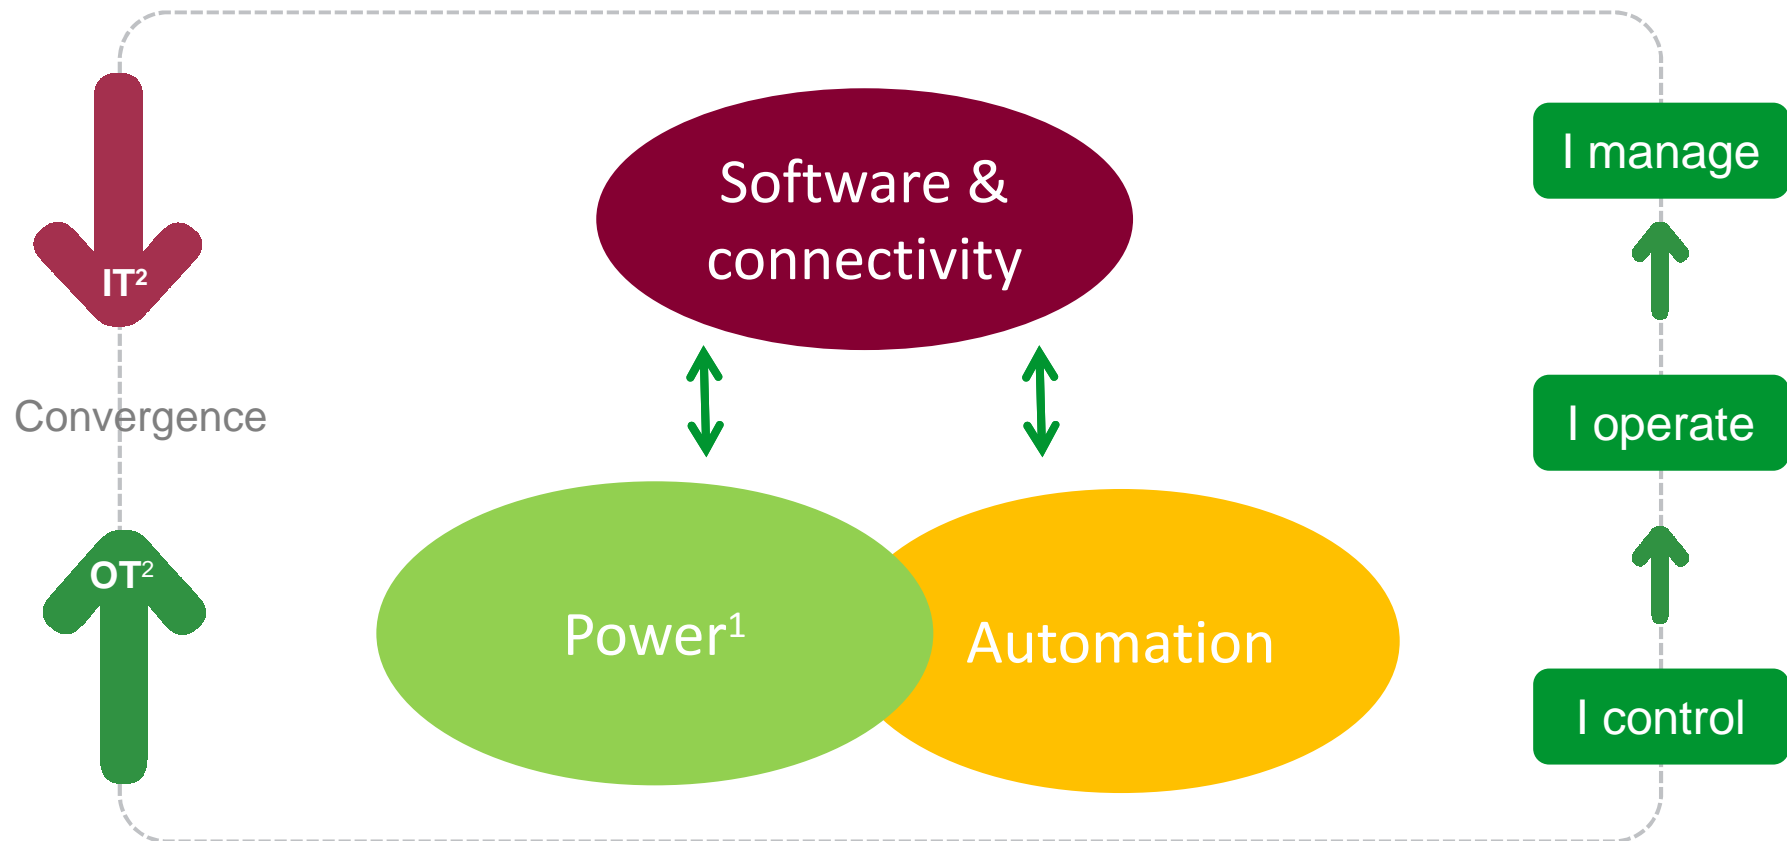 IT²
Convergence
OT²
Software &
connectivity
Power¹
Automation
I manage
I operate
I control